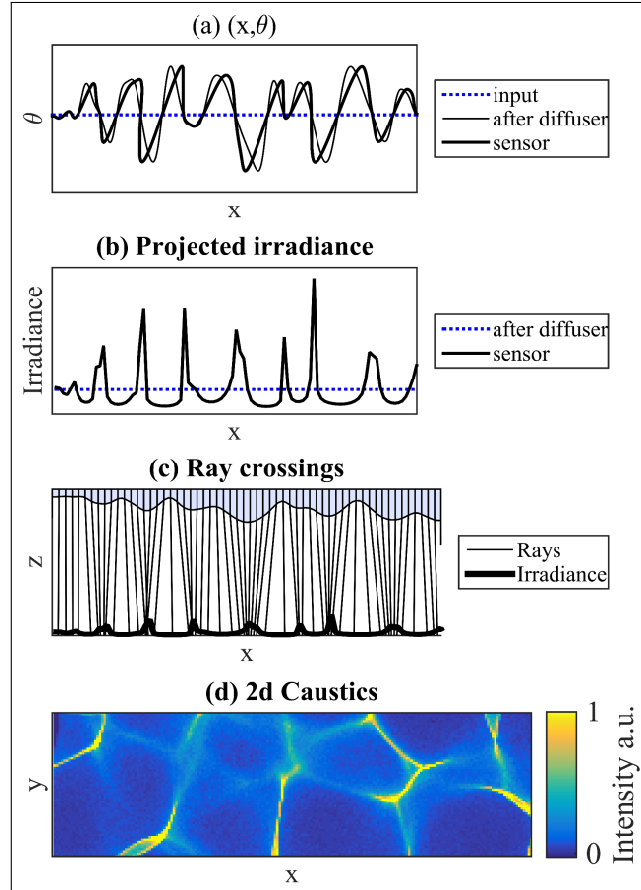 (a) (x,θ)
θ
x
input
after diffuser
sensor
(b) Projected irradiance
Irradiance
x
after diffuser
sensor
(c) Ray crossings
z
x
Rays
Irradiance
(d) 2d Caustics
y
x
1
0
Intensity a.u.